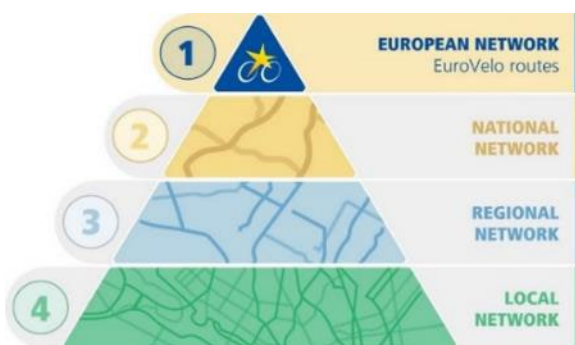 1
EUROPEAN NETWORK
EuroVelo routes
2
NATIONAL
NETWORK
3
REGIONAL
NETWORK
4
LOCAL
NETWORK